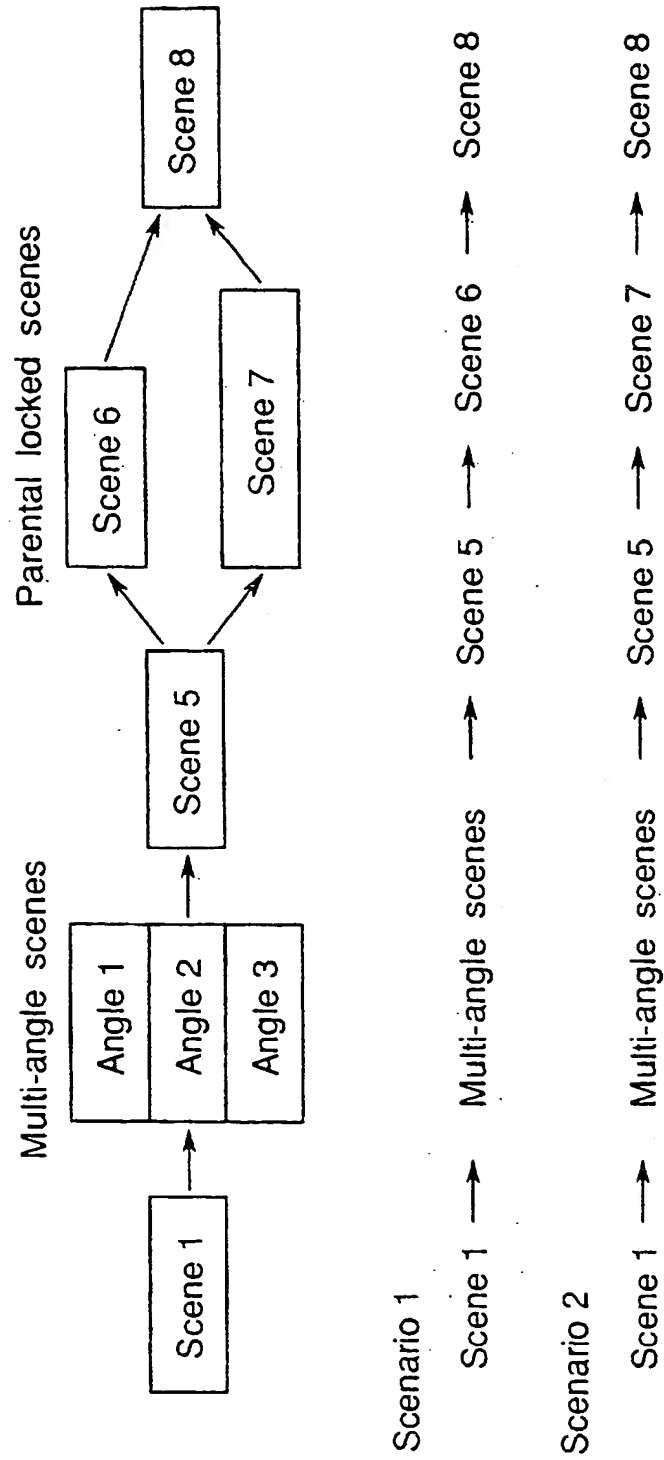 Multi-angle scenes
Parental locked scenes
Scene 1
Angle 1
Angle 2
Angle 3
Scene 5
Scene 6
Scene 7
Scene 8
Scenario 1
Scene 1 → Multi-angle scenes → Scene 5 → Scene 6 → Scene 8
Scenario 2
Scene 1 → Multi-angle scenes → Scene 5 → Scene 7 → Scene 8